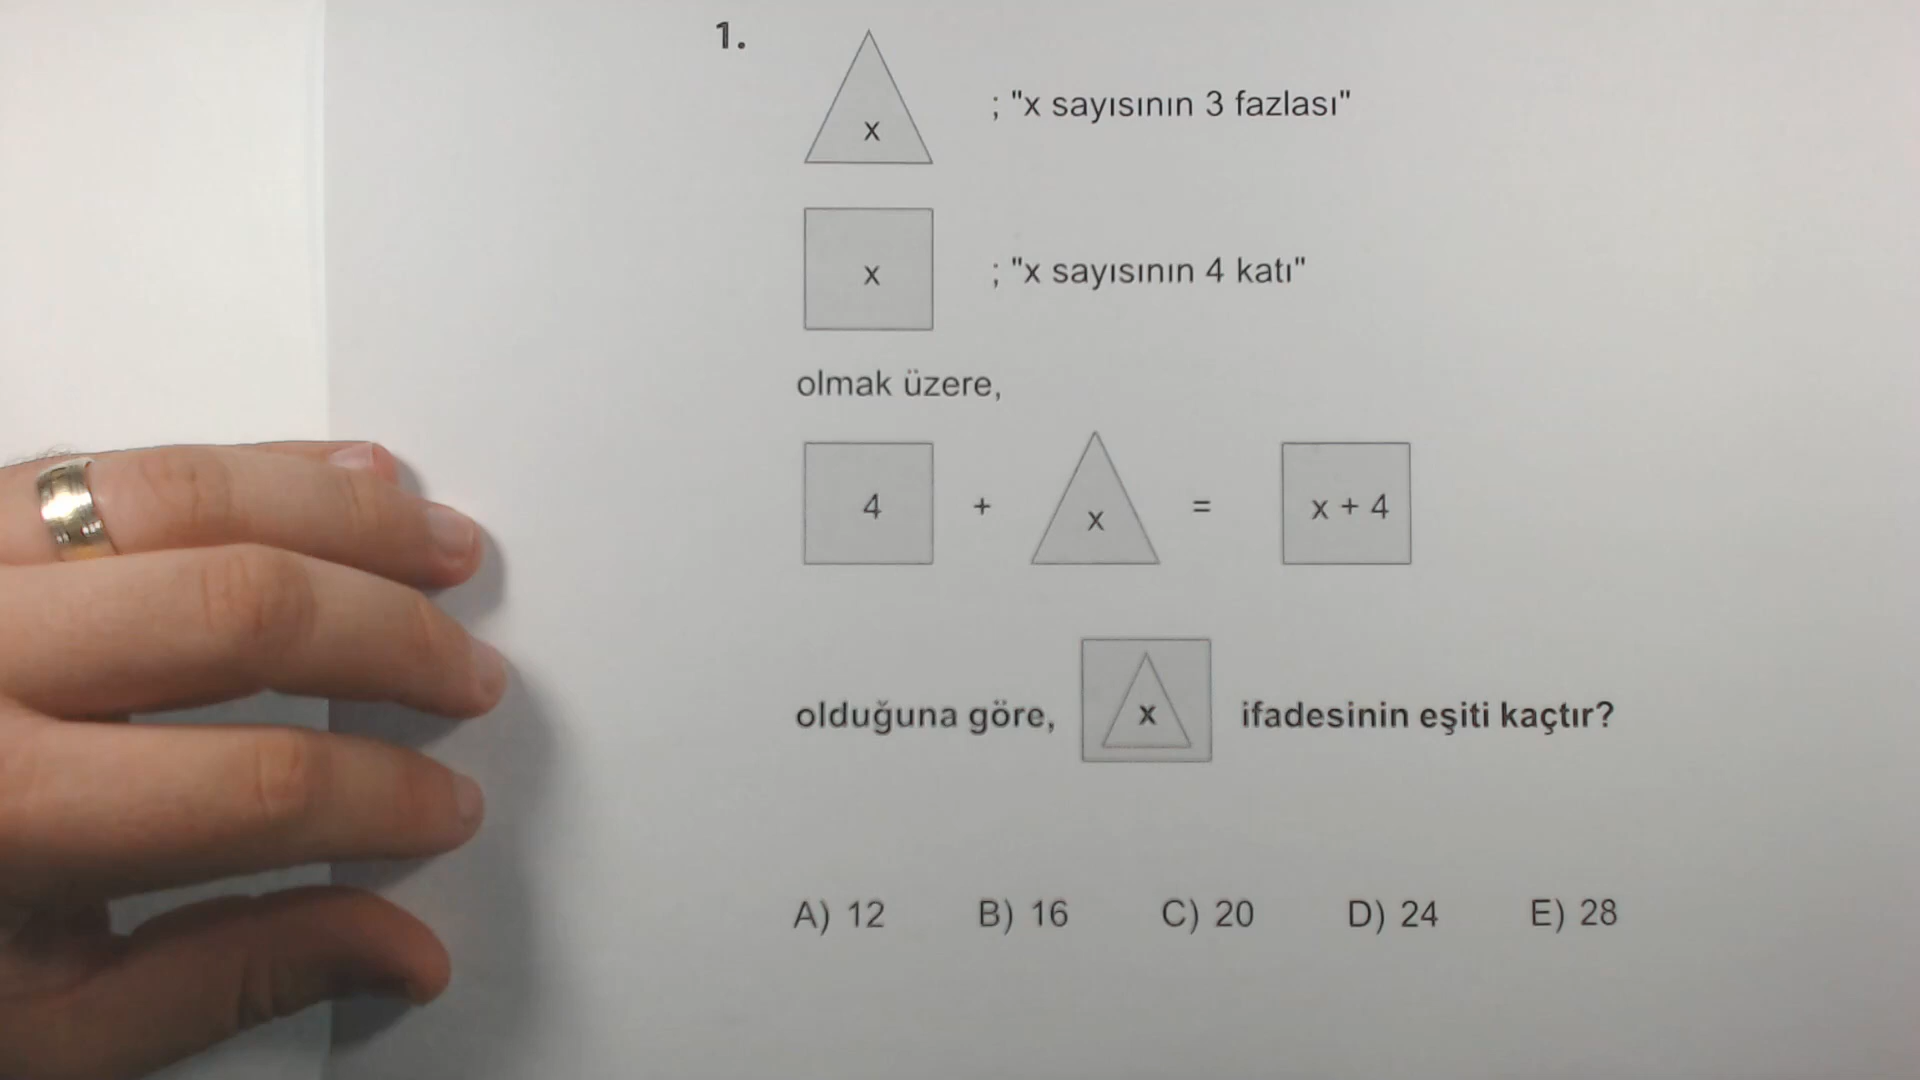 1.
x ; "x sayısının 3 fazlası"
x ; "x sayısının 4 katı"
olmak üzere,
4 + x = x + 4
olduğuna göre, x ifadesinin eşiti kaçtır?
A) 12 B) 16 C) 20 D) 24 E) 28